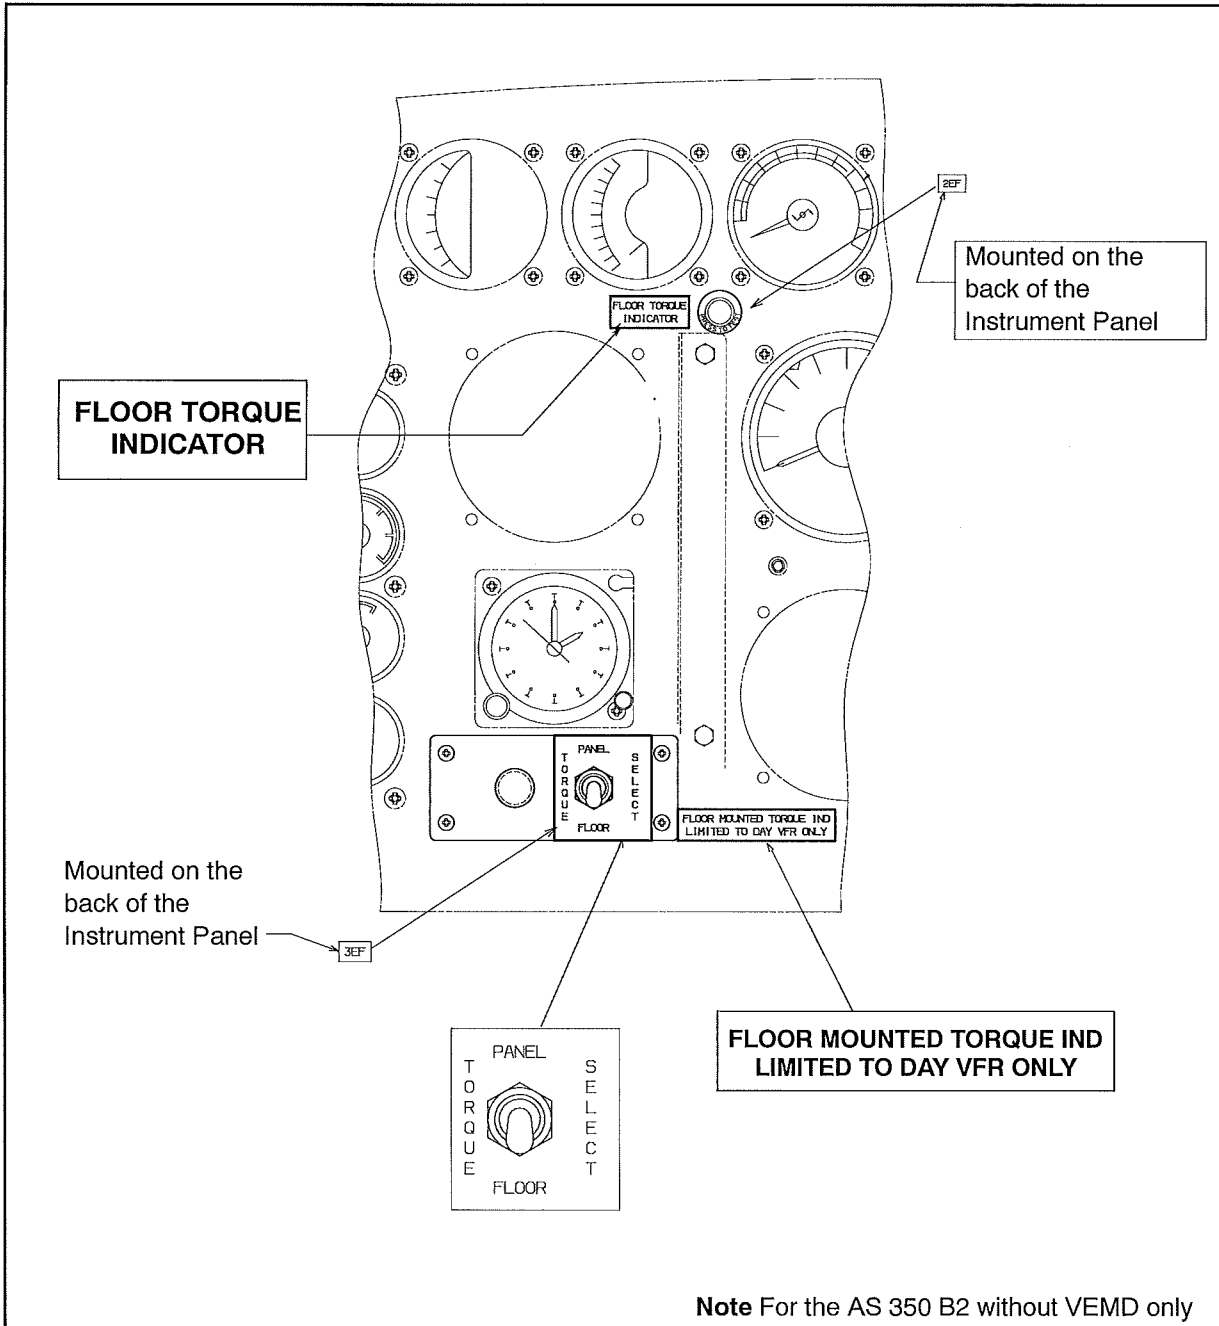 2EF
Mounted on the
back of the
Instrument Panel
FLOOR TORQUE
INDICATOR
PRESS TO TEST
FLOOR TORQUE
INDICATOR
PANEL
TORQUE
SELECT
FLOOR
FLOOR MOUNTED TORQUE IND
LIMITED TO DAY VFR ONLY
Mounted on the
back of the
Instrument Panel
3EF
FLOOR MOUNTED TORQUE IND
LIMITED TO DAY VFR ONLY
PANEL
TORQUE
SELECT
FLOOR
Note For the AS 350 B2 without VEMD only